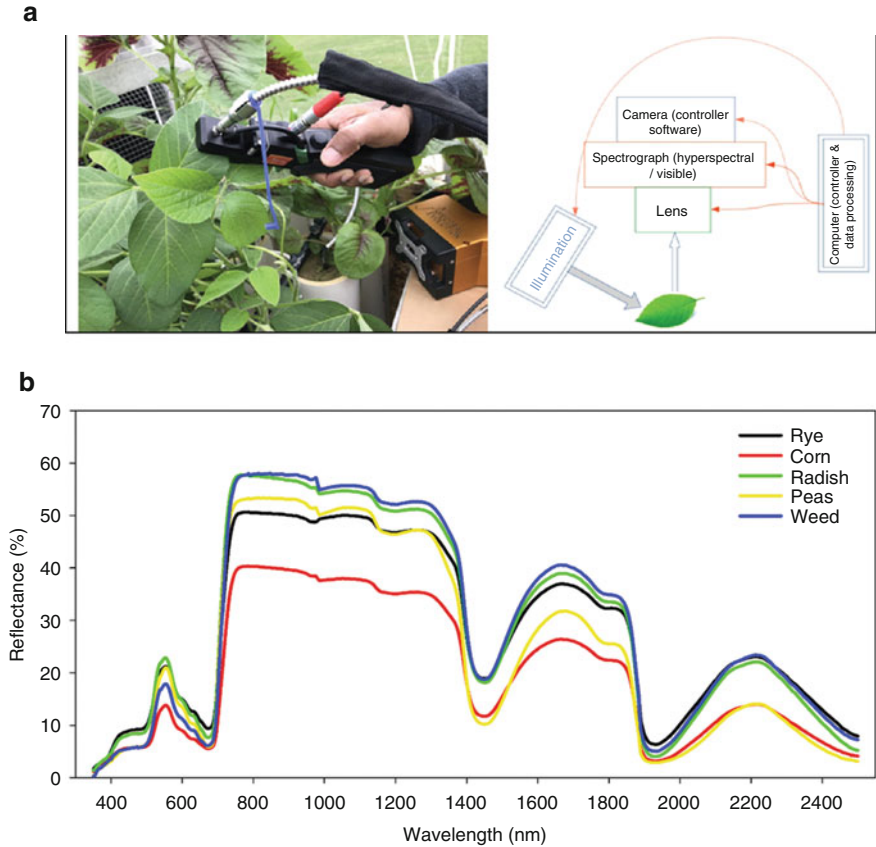 a
Camera (controller
software)
Spectrograph (hyperspectral
/ visible)
Lens
Illumination
Computer (controller &
data processing)
b
70
60
50
40
30
20
10
0
Reflectance (%)
Rye
Corn
Radish
Peas
Weed
400 600 800 1000 1200 1400 1600 1800 2000 2200 2400
Wavelength (nm)